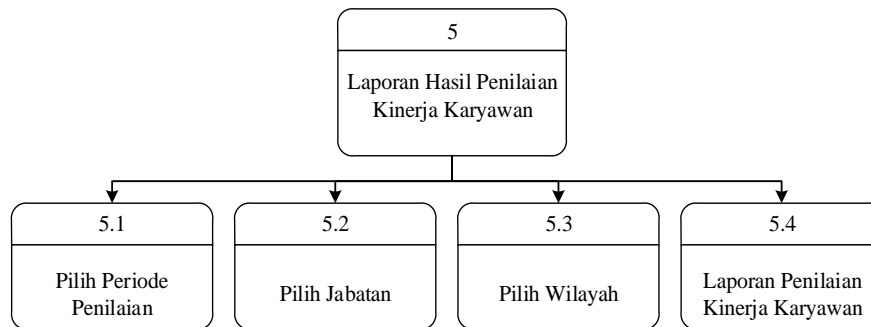 5
Laporan Hasil Penilaian
Kinerja Karyawan
5.1
Pilih Periode
Penilaian
5.2
Pilih Jabatan
5.3
Pilih Wilayah
5.4
Laporan Penilaian
Kinerja Karyawan